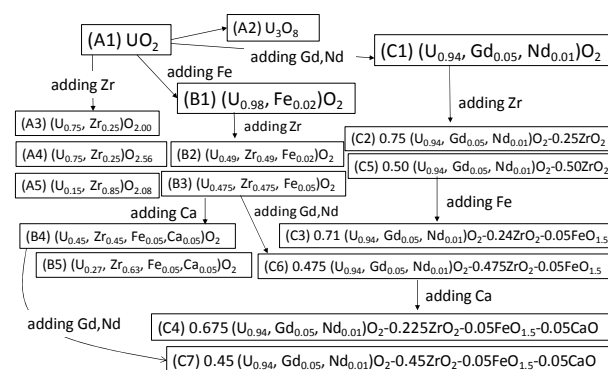 (A1) UO₂
(A2) U₃O₈
adding Gd,Nd
(C1) (U₀.₉₄, Gd₀.₀₅, Nd₀.₀₁)O₂
adding Zr
adding Fe
(B1) (U₀.₉₈, Fe₀.₀₂)O₂
adding Zr
adding Zr
(A3) (U₀.₇₅, Zr₀.₂₅)O₂.₀₀
(A4) (U₀.₇₅, Zr₀.₂₅)O₂.₅₆
(A5) (U₀.₁₅, Zr₀.₈₅)O₂.₀₈
(B2) (U₀.₄₉, Zr₀.₄₉, Fe₀.₀₂)O₂
(B3) (U₀.₄₇₅, Zr₀.₄₇₅, Fe₀.₀₅)O₂
(C2) 0.75 (U₀.₉₄, Gd₀.₀₅, Nd₀.₀₁)O₂-0.25ZrO₂
(C5) 0.50 (U₀.₉₄, Gd₀.₀₅, Nd₀.₀₁)O₂-0.50ZrO₂
adding Ca
adding Gd,Nd
adding Fe
(B4) (U₀.₄₅, Zr₀.₄₅, Fe₀.₀₅,Ca₀.₀₅)O₂
(B5) (U₀.₂₇, Zr₀.₆₃, Fe₀.₀₅,Ca₀.₀₅)O₂
(C3) 0.71 (U₀.₉₄, Gd₀.₀₅, Nd₀.₀₁)O₂-0.24ZrO₂-0.05FeO₁.₅
(C6) 0.475 (U₀.₉₄, Gd₀.₀₅, Nd₀.₀₁)O₂-0.475ZrO₂-0.05FeO₁.₅
adding Ca
adding Gd,Nd
(C4) 0.675 (U₀.₉₄, Gd₀.₀₅, Nd₀.₀₁)O₂-0.225ZrO₂-0.05FeO₁.₅-0.05CaO
(C7) 0.45 (U₀.₉₄, Gd₀.₀₅, Nd₀.₀₁)O₂-0.45ZrO₂-0.05FeO₁.₅-0.05CaO